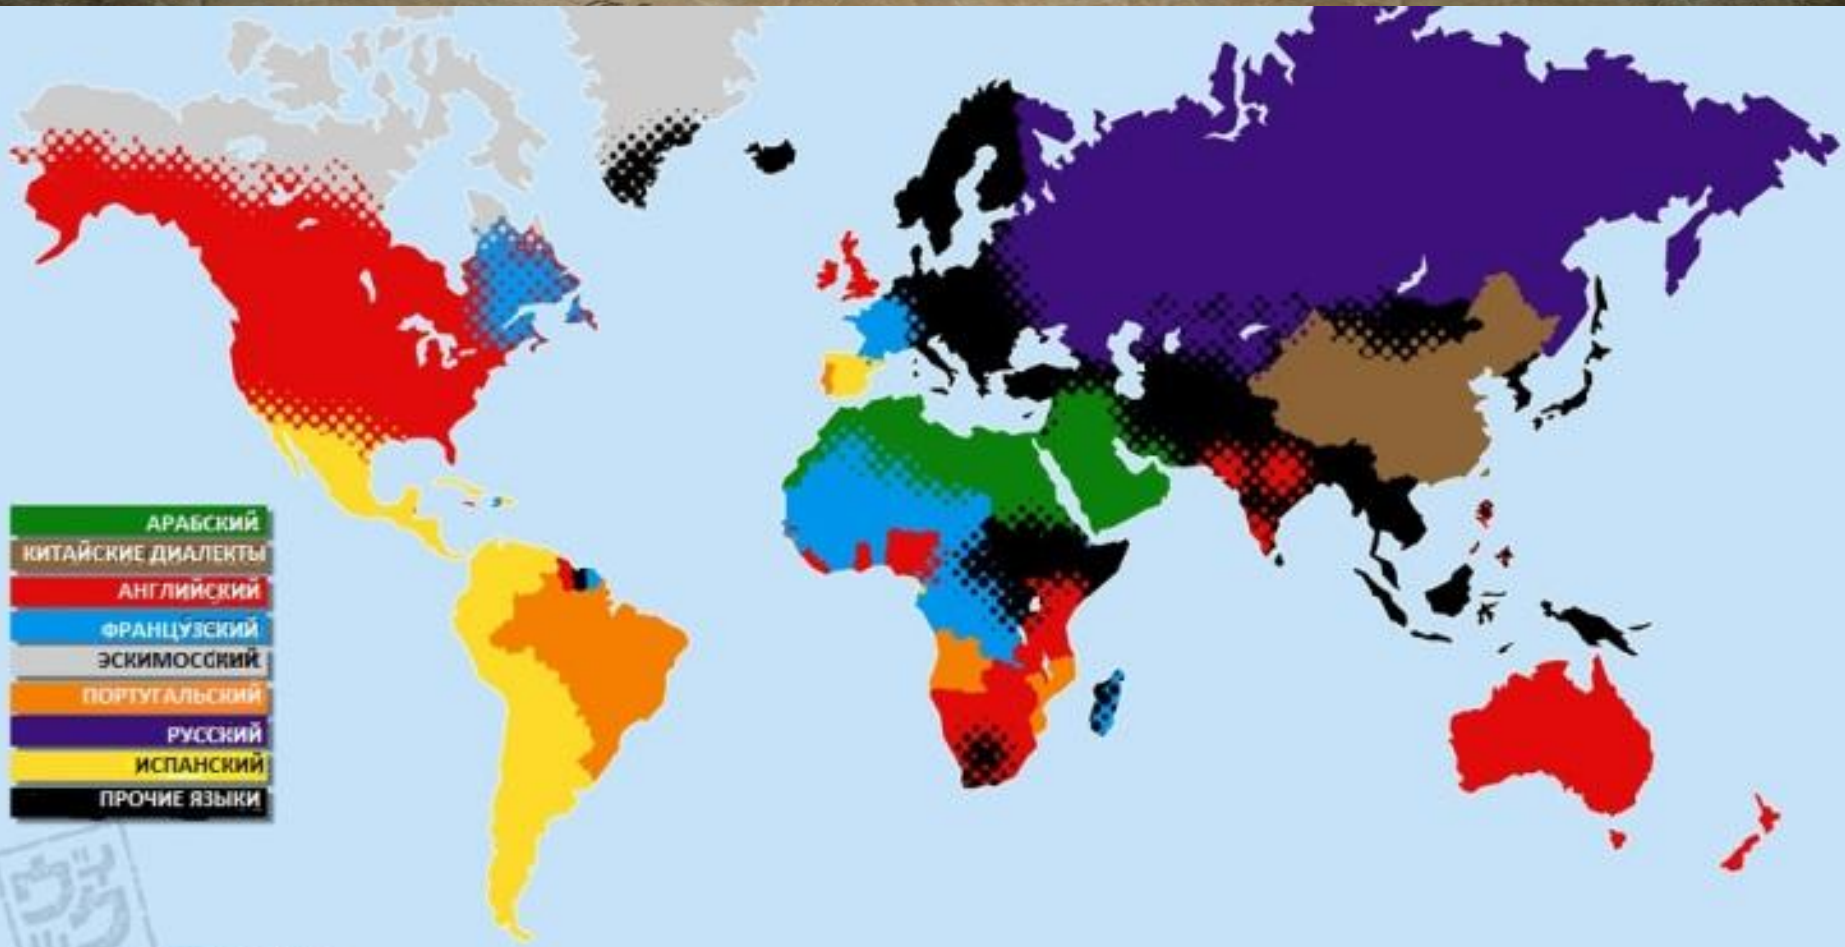 АРАБСКИЙ
КИТАЙСКИЕ ДИАЛЕКТЫ
АНГЛИЙСКИЙ
ФРАНЦУЗСКИЙ
ЭСКИМОССКИЙ
ПОРТУГАЛЬСКИЙ
РУССКИЙ
ИСПАНСКИЙ
ПРОЧИЕ ЯЗЫКИ